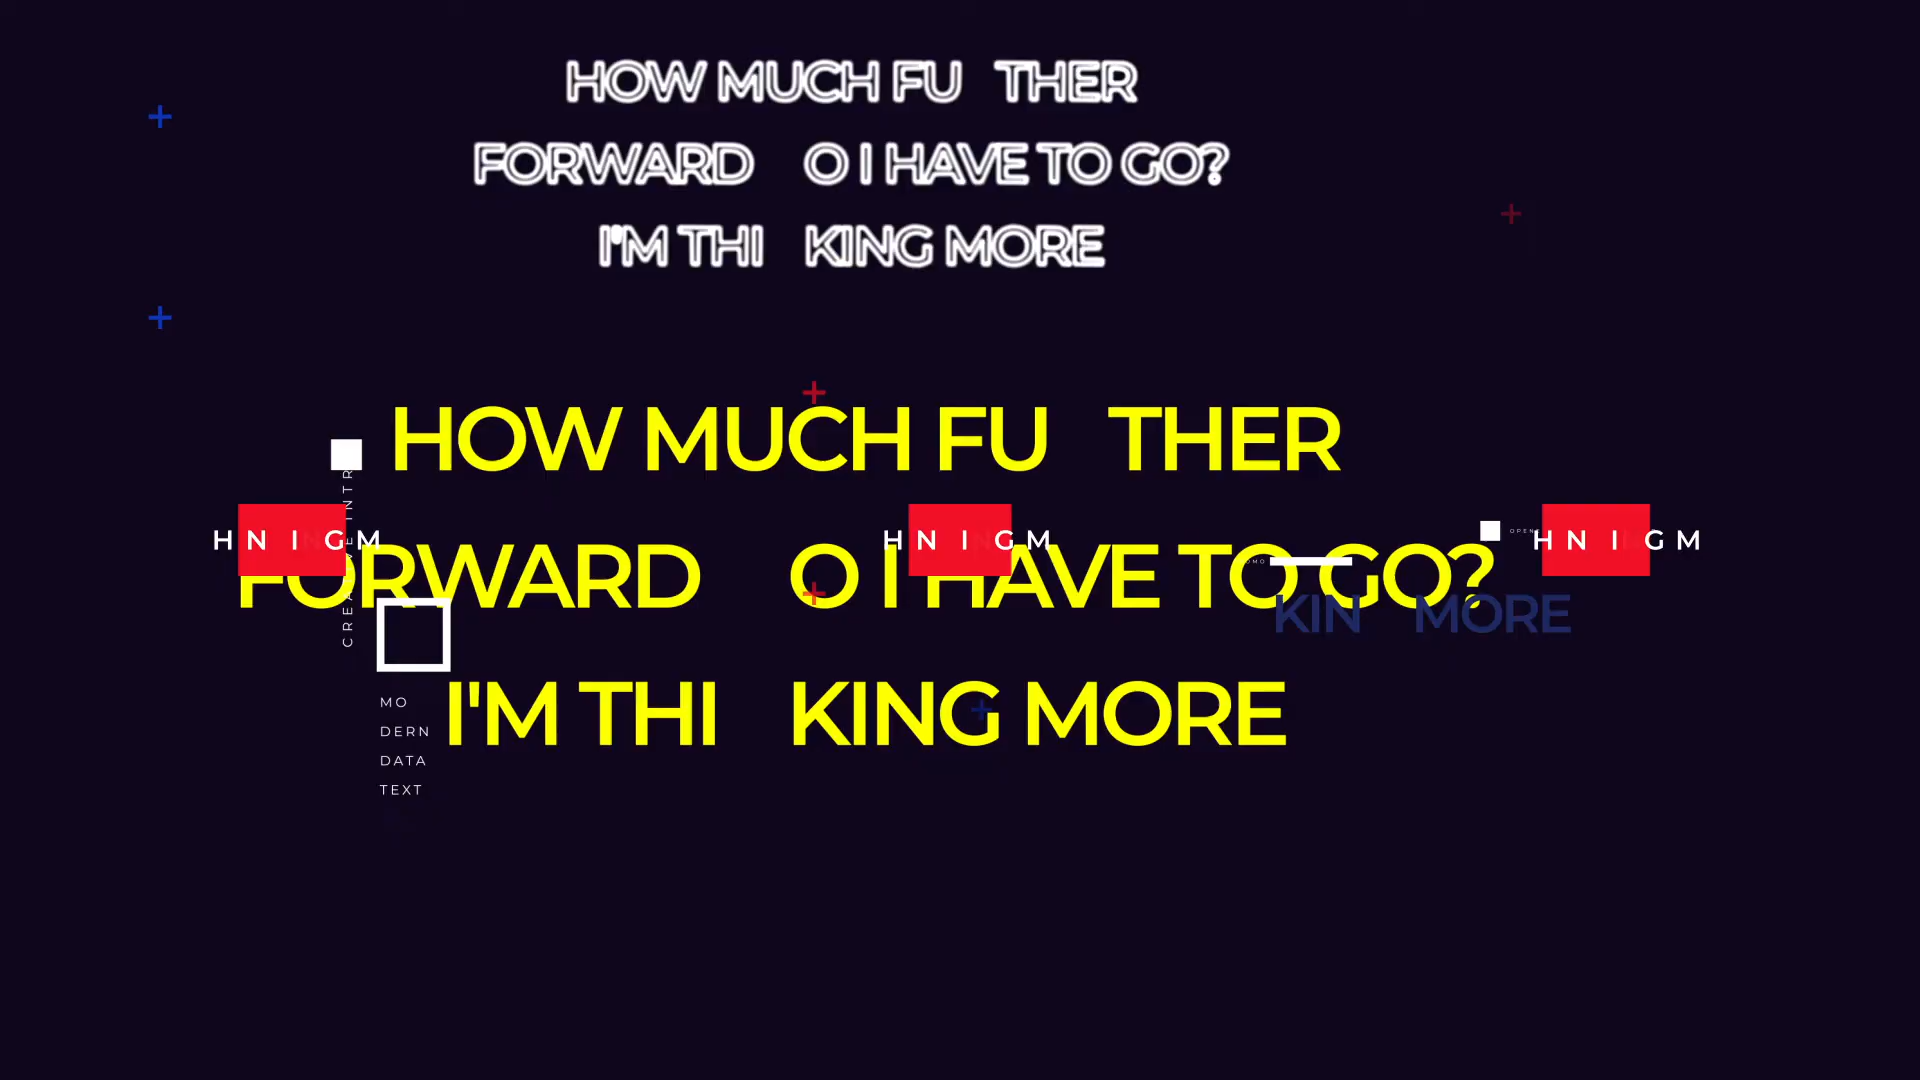 HOW MUCH FU THER
FORWARD O I HAVE TO GO?
I'M THI KING MORE
HOW MUCH FU THER
FORWARD O I HAVE TO GO?
I'M THI KING MORE
H N I G M
H N I G M
H N I G M
KIN MORE
MO
DERN
DATA
TEXT